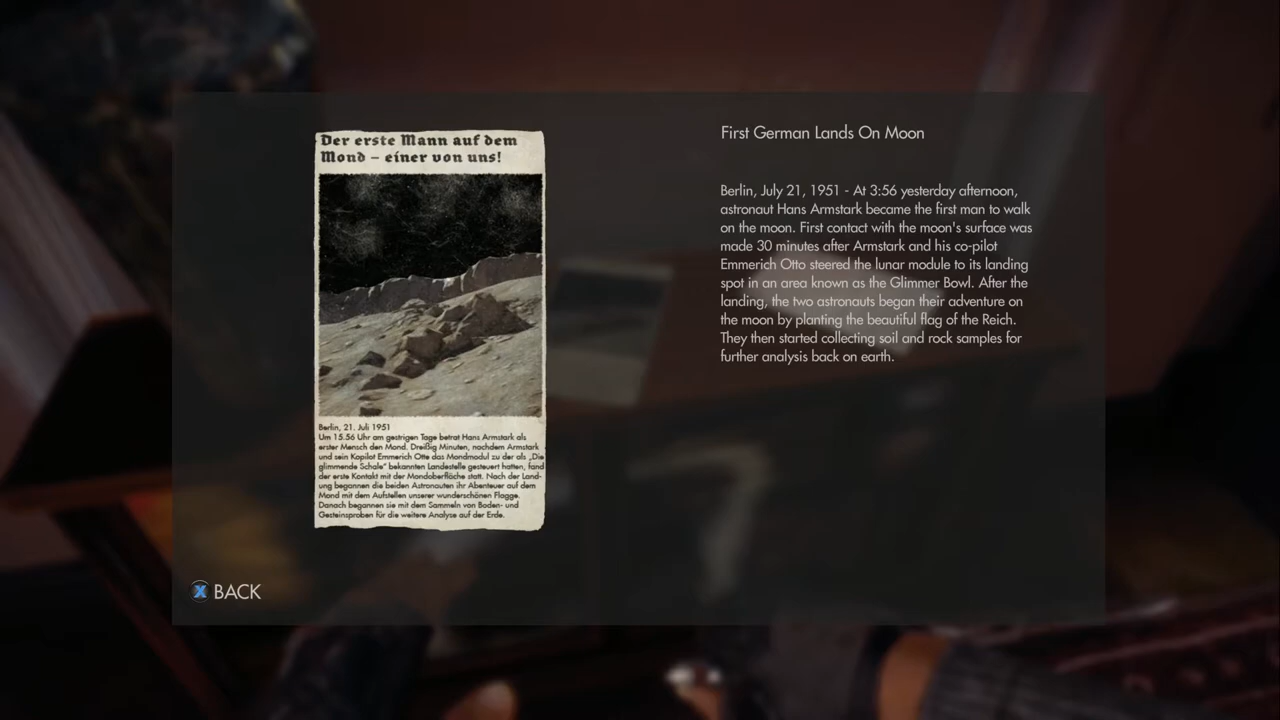 Der erste Mann auf dem
Mond – einer von uns!
Berlin, 21. Juli 1951
Um 15.56 Uhr am gestrigen Tage betrat Hans Armstark als
erster Mensch den Mond. Dreißig Minuten, nachdem Armstark
und sein Kopilot Emmerich Otto das Mondmodul zu der als „Die
glimmende Schale" bekannten Landestelle gesteuert hatten, fand
der erste Kontakt mit der Mondoberfläche statt. Nach der Land-
ung begannen die beiden Astronauten ihr Abenteuer auf dem
Mond mit dem Aufstellen unserer wunderschönen Flagge.
Danach begannen sie mit dem Sammeln von Boden- und
Gesteinsproben für die weitere Analyse auf der Erde.
First German Lands On Moon
Berlin, July 21, 1951 - At 3:56 yesterday afternoon,
astronaut Hans Armstark became the first man to walk
on the moon. First contact with the moon's surface was
made 30 minutes after Armstark and his co-pilot
Emmerich Otto steered the lunar module to its landing
spot in an area known as the Glimmer Bowl. After the
landing, the two astronauts began their adventure on
the moon by planting the beautiful flag of the Reich.
They then started collecting soil and rock samples for
further analysis back on earth.
X BACK